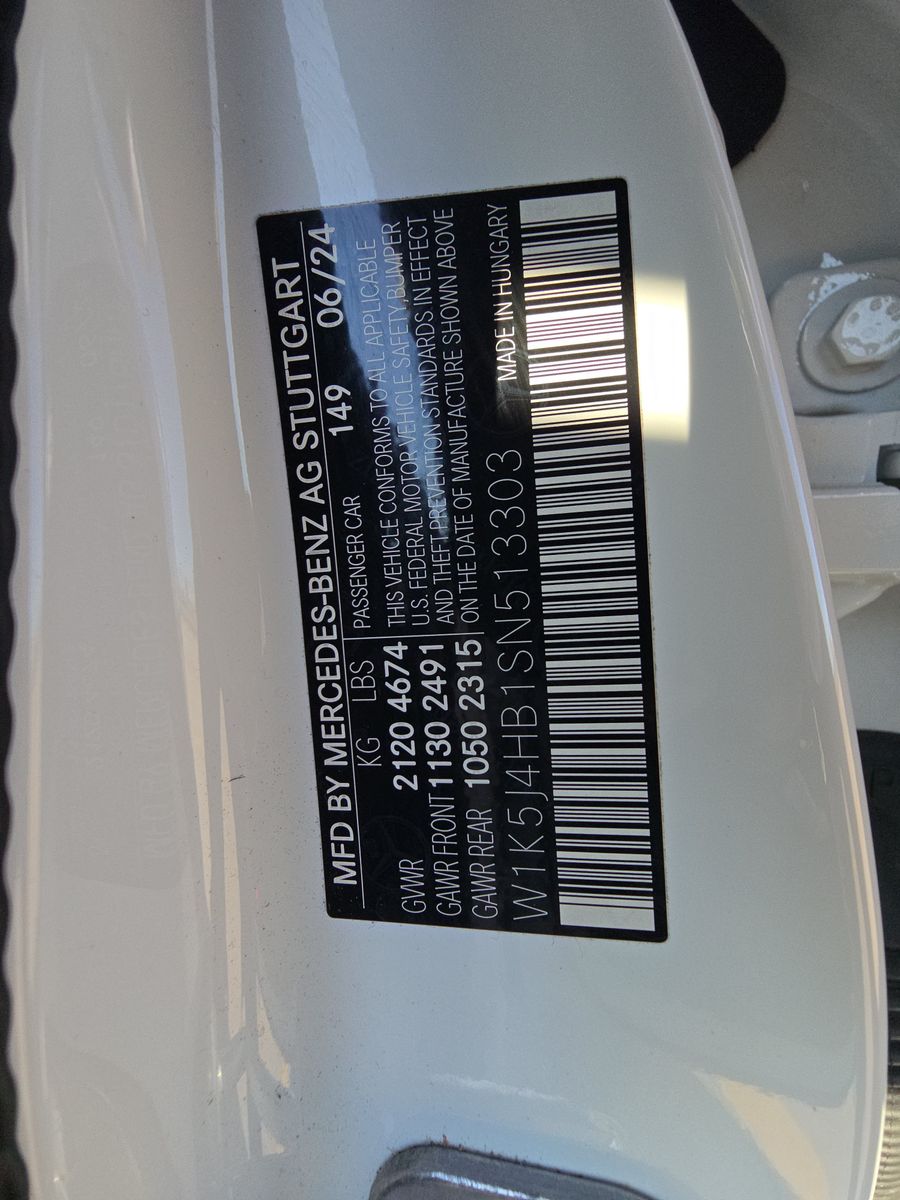 MFD BY MERCEDES-BENZ AG STUTTGART
KG LBS PASSENGER CAR 149 06/24
GVWR 2120 4674 THIS VEHICLE CONFORMS TO ALL APPLICABLE
GAWR FRONT 1130 2491 U.S. FEDERAL MOTOR VEHICLE SAFETY, BUMPER
GAWR REAR 1050 2315 AND THEFT PREVENTION STANDARDS IN EFFECT
ON THE DATE OF MANUFACTURE SHOWN ABOVE
W1K5J4HB1SN513303 MADE IN HUNGARY